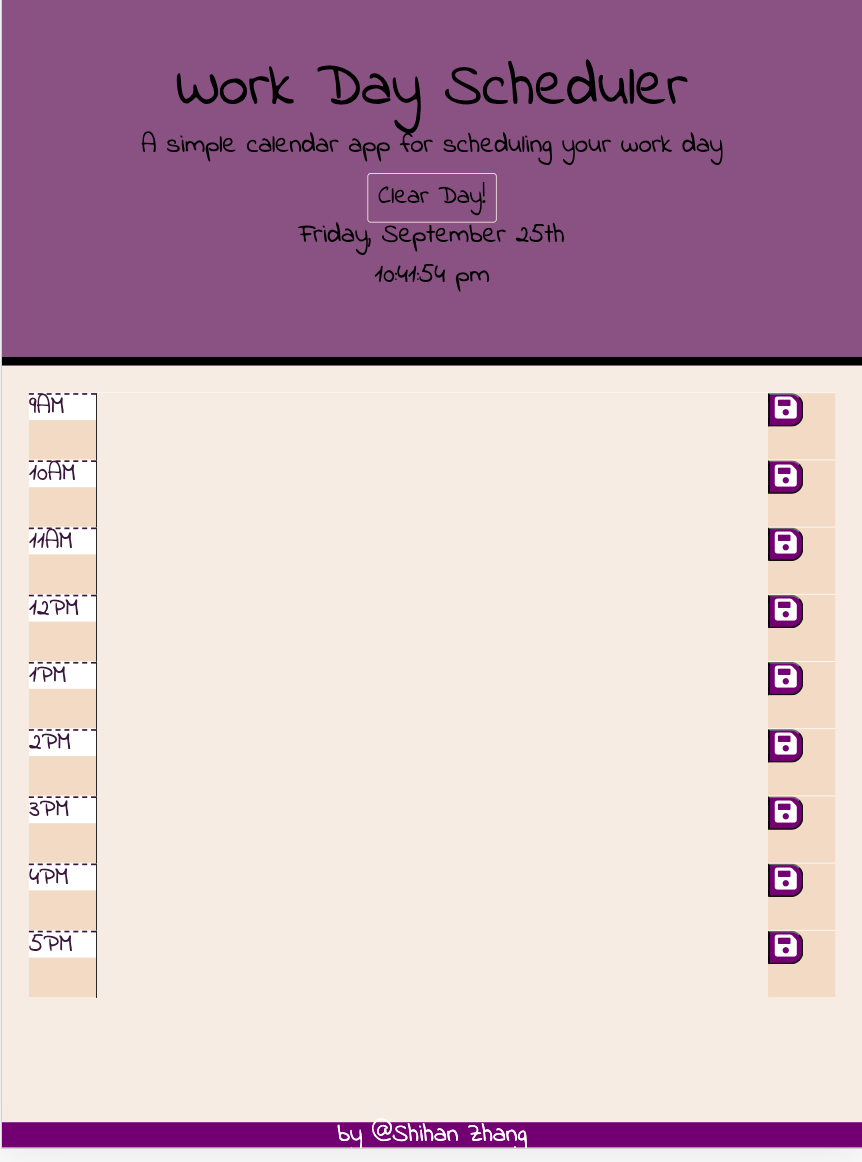 Work Day Scheduler
A simple calendar app for scheduling your work day
Clear Day!
Friday, September 25th
10:41:54 pm
9AM
10AM
11AM
12PM
1PM
2PM
3PM
4PM
5PM
by @Shihan Zhang